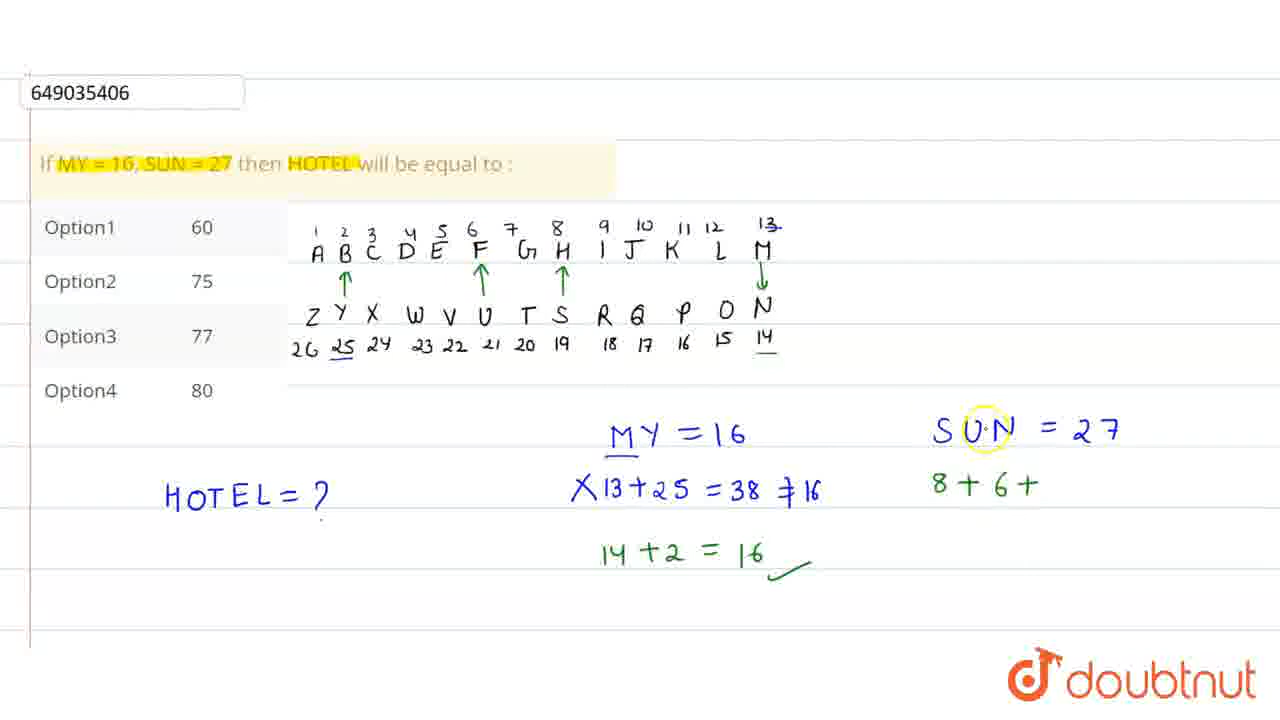 649035406
If MY = 16, SUN = 27 then HOTEL will be equal to :
Option1 60
Option2 75
Option3 77
Option4 80
1 2 3 4 5 6 7 8 9 10 11 12 13
A B C D E F G H I J K L M
Z Y X W V U T S R Q P O N
26 25 24 23 22 21 20 19 18 17 16 15 14
MY = 16
SUN = 27
HOTEL = ?
X 13 + 25 = 38 ≠ 16
8 + 6 +
14 + 2 = 16 ✓
doubtnut